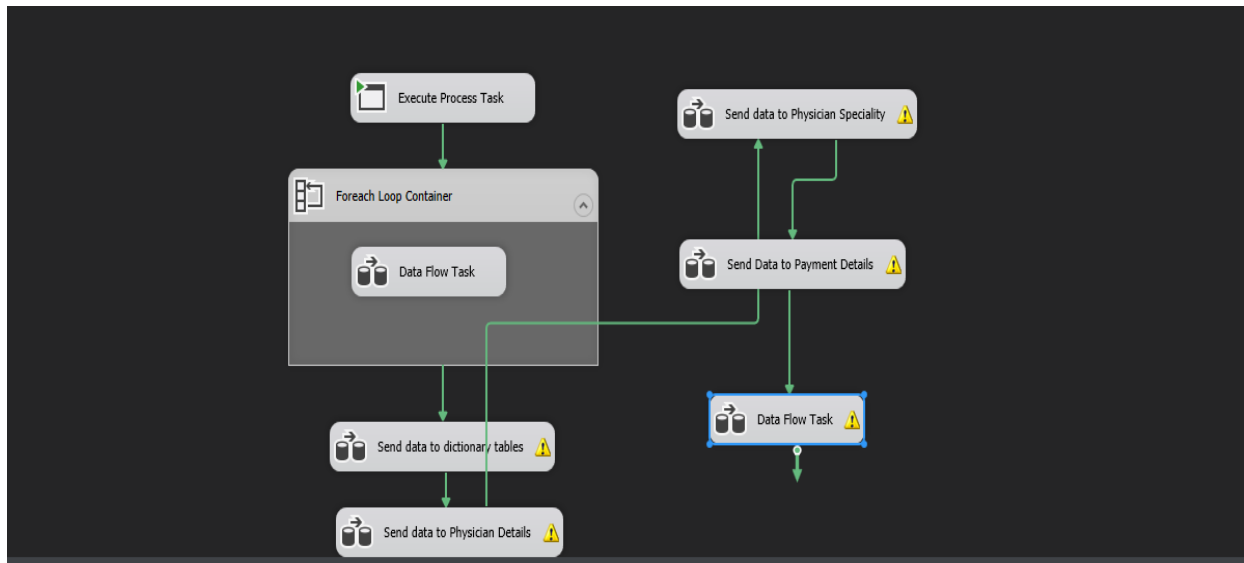 Execute Process Task
Foreach Loop Container
Data Flow Task
Send data to dictionary tables
Send data to Physician Details
Send data to Physician Speciality
Send Data to Payment Details
Data Flow Task